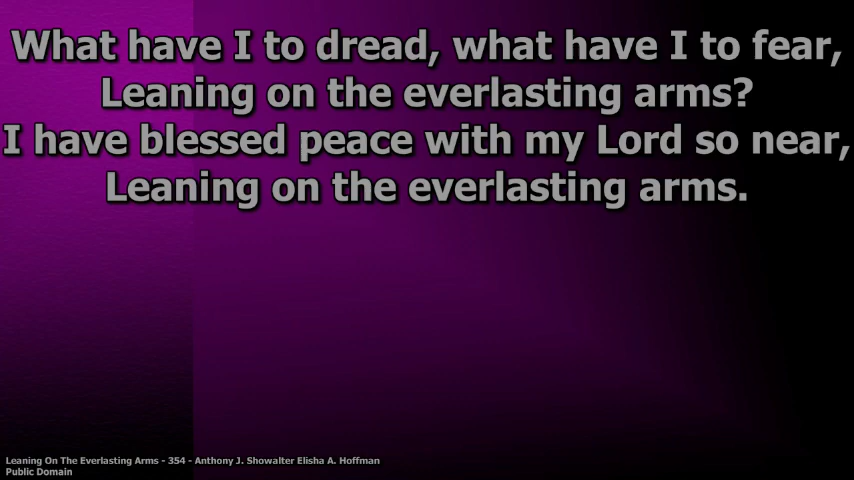 What have I to dread, what have I to fear,
Leaning on the everlasting arms?
I have blessed peace with my Lord so near,
Leaning on the everlasting arms.
Leaning On The Everlasting Arms - 354 - Anthony J. Showalter Elisha A. Hoffman
Public Domain